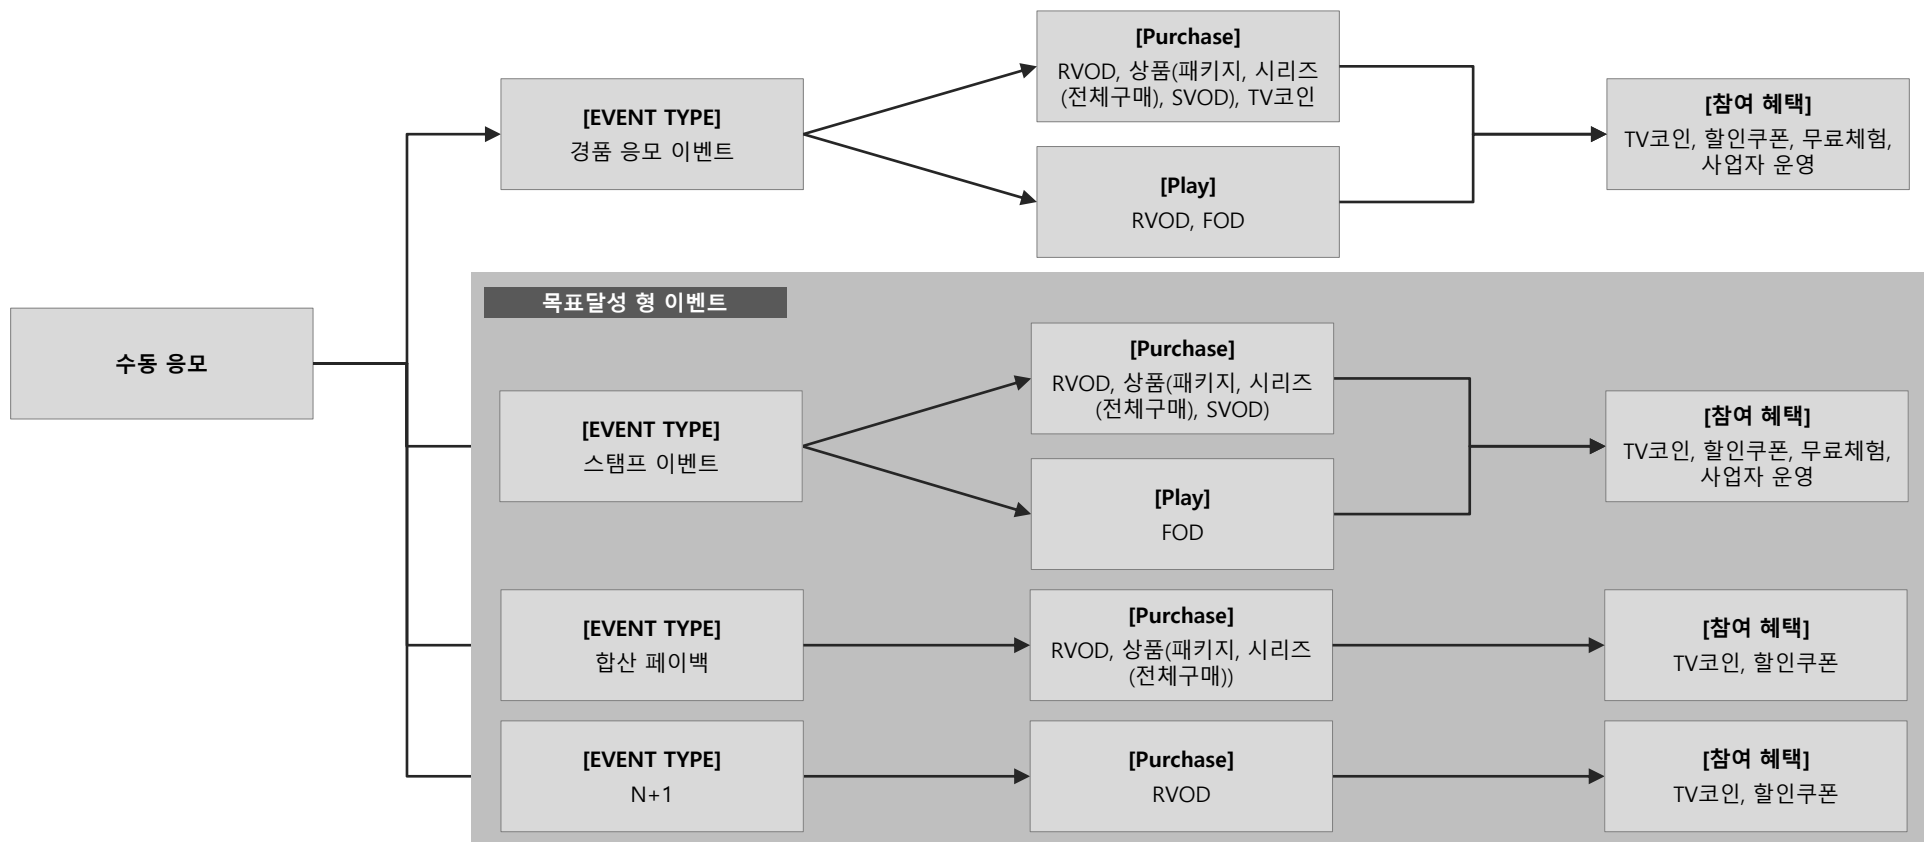 수동 응모
[EVENT TYPE]
경품 응모 이벤트
[Purchase]
RVOD, 상품(패키지, 시리즈
(전체구매), SVOD), TV코인
[Play]
RVOD, FOD
[참여 혜택]
TV코인, 할인쿠폰, 무료체험,
사업자 운영
목표달성 형 이벤트
[EVENT TYPE]
스탬프 이벤트
[Purchase]
RVOD, 상품(패키지, 시리즈
(전체구매), SVOD)
[Play]
FOD
[참여 혜택]
TV코인, 할인쿠폰, 무료체험,
사업자 운영
[EVENT TYPE]
합산 페이백
[Purchase]
RVOD, 상품(패키지, 시리즈
(전체구매))
[참여 혜택]
TV코인, 할인쿠폰
[EVENT TYPE]
N+1
[Purchase]
RVOD
[참여 혜택]
TV코인, 할인쿠폰